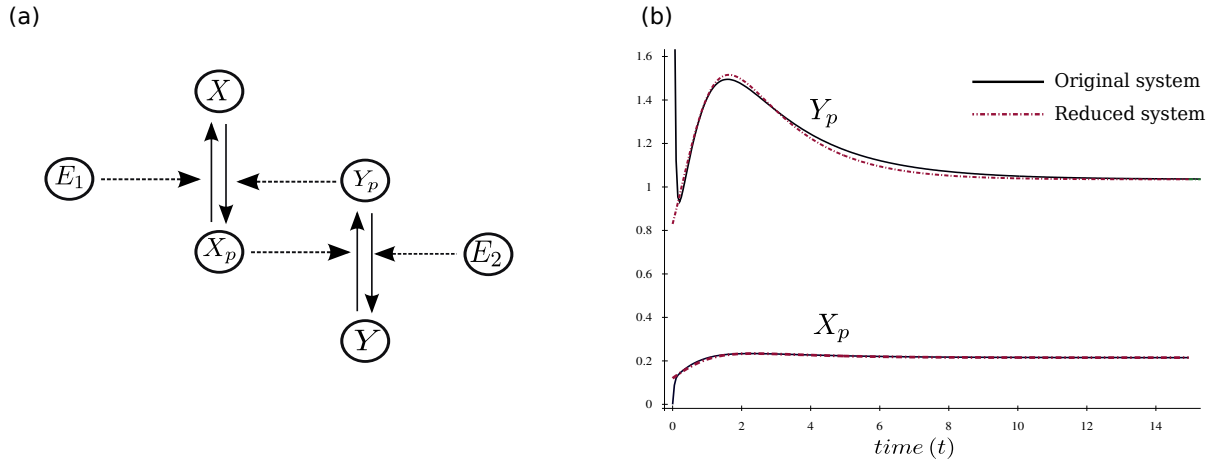 (a)
X
E₁
Yₚ
Xₚ
E₂
Y
(b)
1.6
1.4
1.2
1
0.8
0.6
0.4
0.2
0
Original system
Reduced system
Yₚ
Xₚ
0 2 4 6 8 10 12 14
time (t)